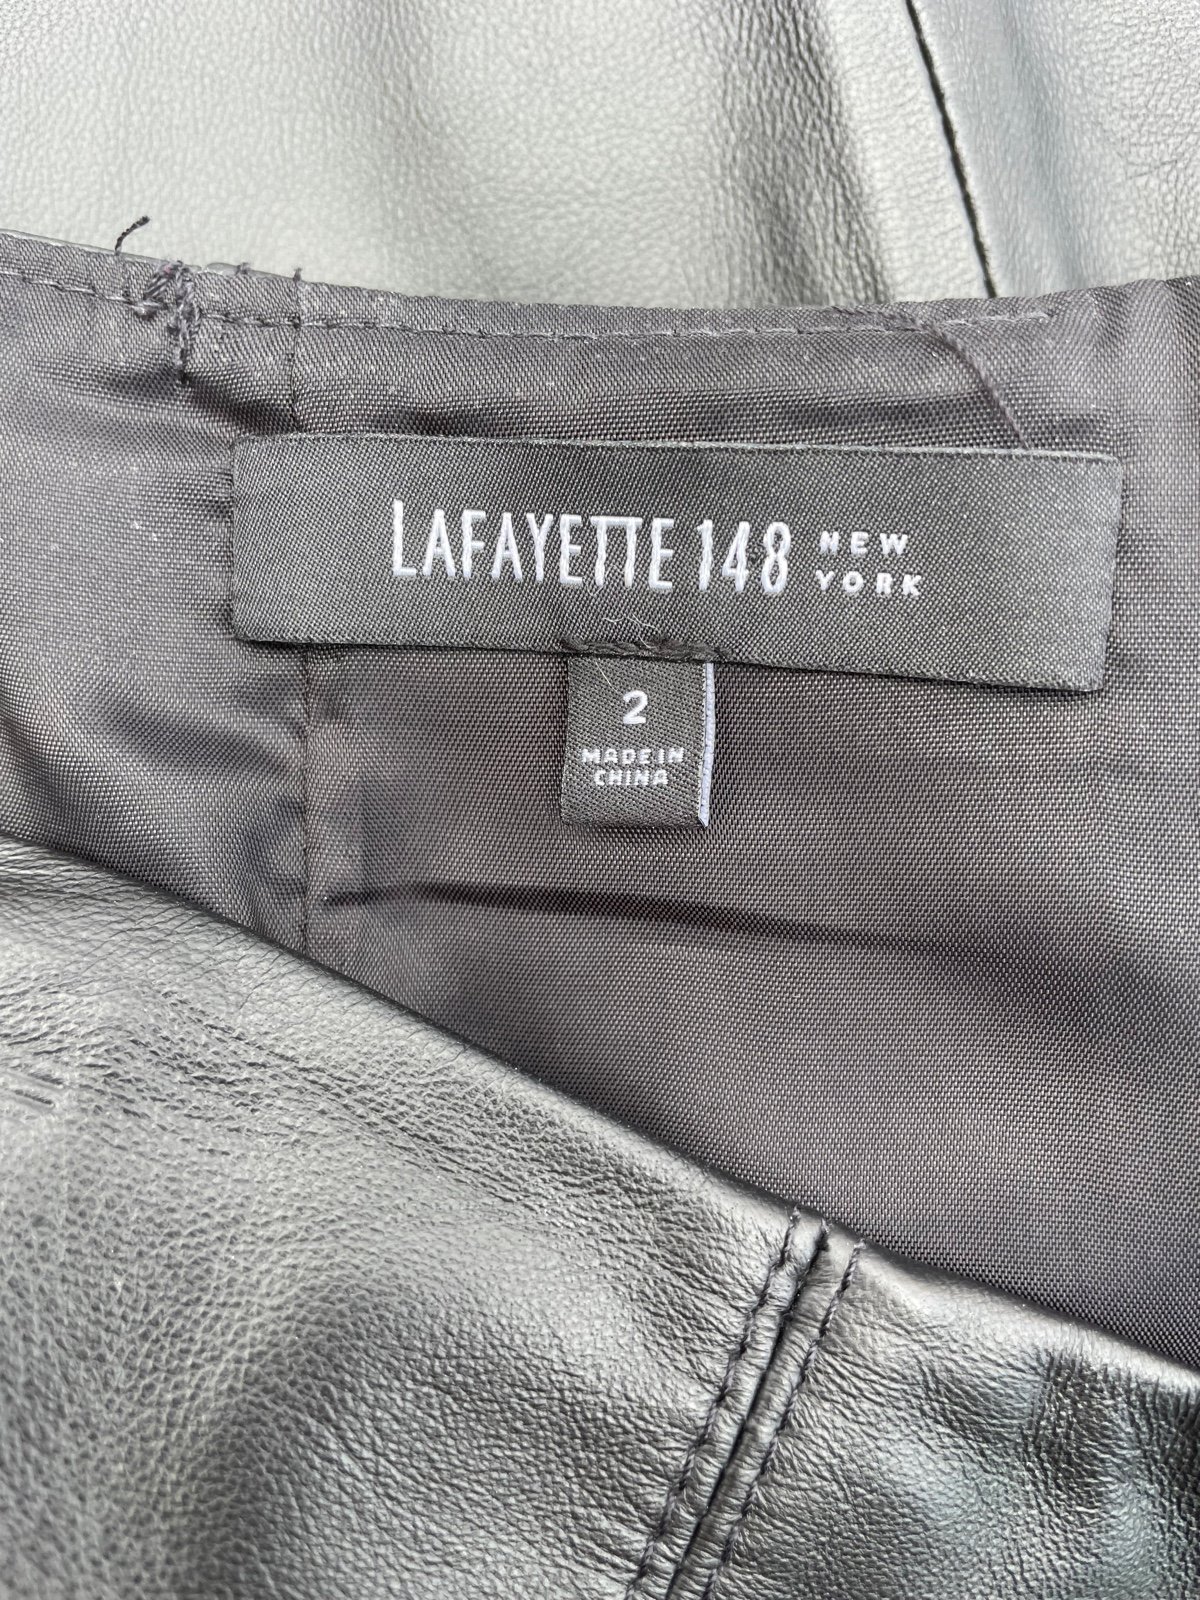 LAFAYETTE 148 NEW YORK
2
MADE IN
CHINA